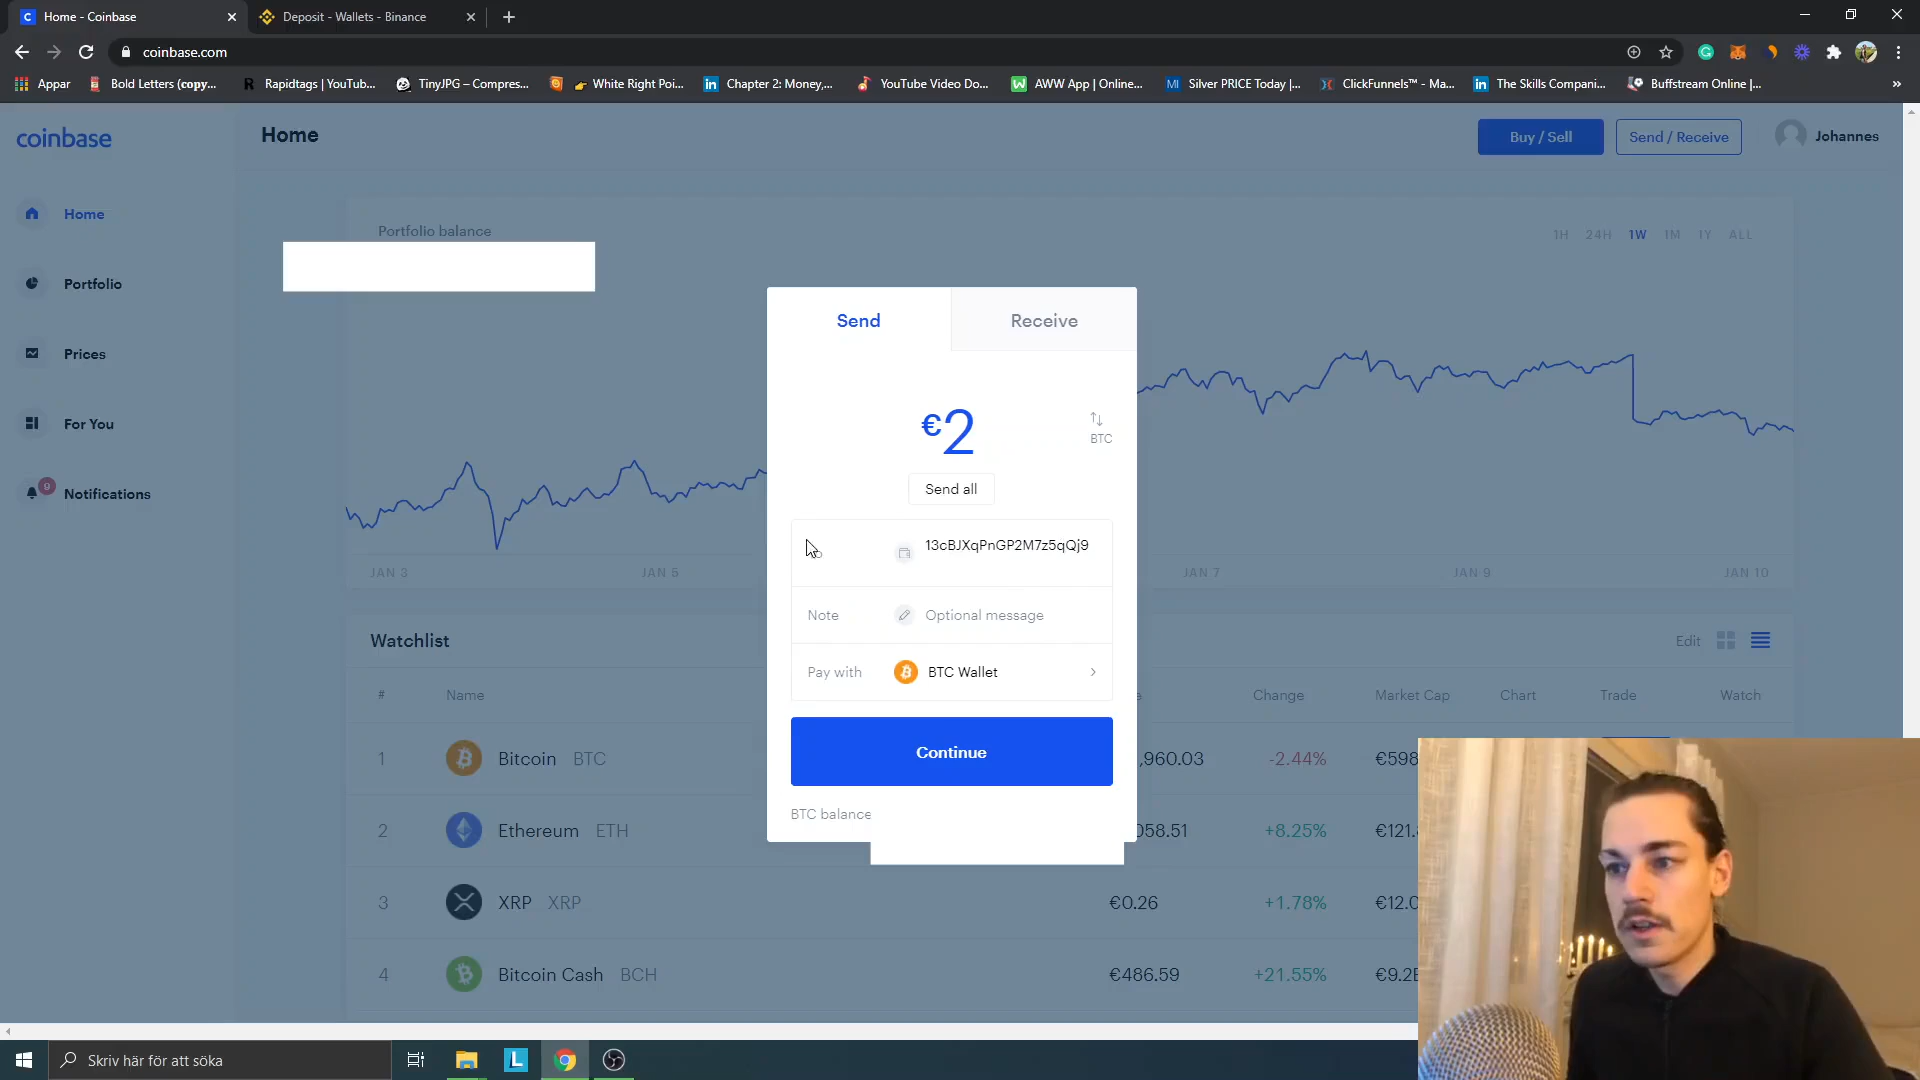 Home - Coinbase
Deposit - Wallets - Binance
coinbase.com
Appar
Bold Letters (copy...
Rapidtags | YouTub...
TinyJPG – Compres...
White Right Poi...
Chapter 2: Money,...
YouTube Video Do...
AWW App | Online...
Silver PRICE Today |...
ClickFunnels™ - Ma...
The Skills Compani...
Buffstream Online |...
coinbase
Home
Buy / Sell
Send / Receive
Johannes
Home
Portfolio
Prices
For You
9
Notifications
Portfolio balance
1H 24H 1W 1M 1Y ALL
Send
Receive
€2
BTC
Send all
13cBJXqPnGP2M7z5qQj9
Note
Optional message
Pay with
BTC Wallet
Continue
BTC balance
JAN 3
JAN 5
JAN 7
JAN 9
JAN 10
Watchlist
Edit
# Name Change Market Cap Chart Trade Watch
1 Bitcoin BTC ,960.03 -2.44% €598
2 Ethereum ETH 058.51 +8.25% €121.
3 XRP XRP €0.26 +1.78% €12.0
4 Bitcoin Cash BCH €486.59 +21.55% €9.2
Skriv här för att söka